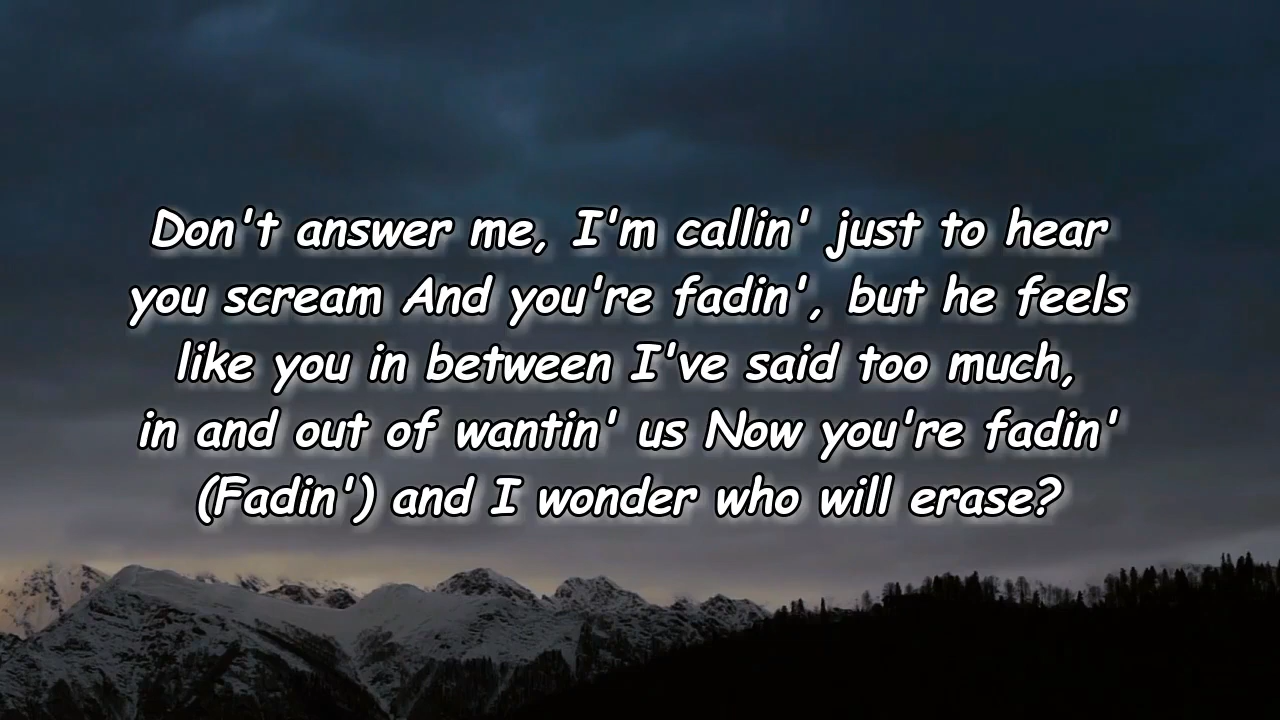 Don't answer me, I'm callin' just to hear
you scream And you're fadin', but he feels
like you in between I've said too much,
in and out of wantin' us Now you're fadin'
(Fadin') and I wonder who will erase?